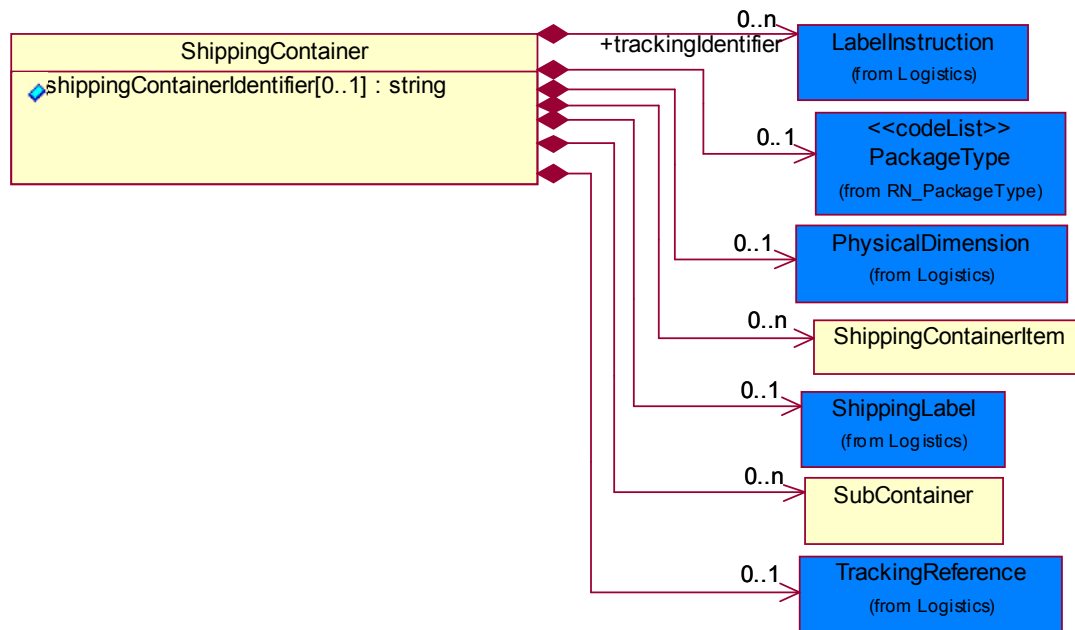 ShippingContainer
shippingContainerIdentifier[0..1] : string
0..n
+trackingIdentifier
LabelInstruction
(from Logistics)
0..1
<<codeList>>
PackageType
(from RN_PackageType)
0..1
PhysicalDimension
(from Logistics)
0..n
ShippingContainerItem
0..1
ShippingLabel
(from Logistics)
0..n
SubContainer
0..1
TrackingReference
(from Logistics)